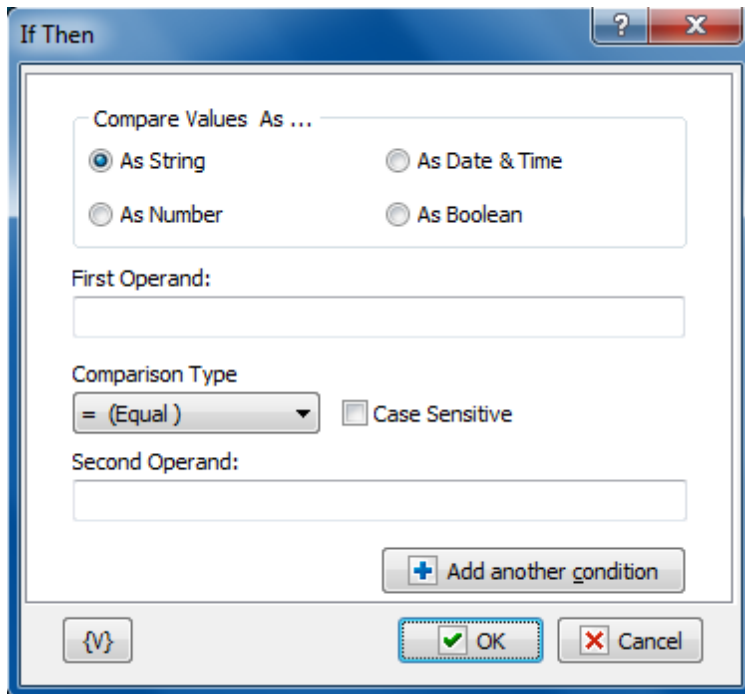 If Then
?
Compare Values As ...
As String
As Date & Time
As Number
As Boolean
First Operand:
Comparison Type
= (Equal )
Case Sensitive
Second Operand:
Add another condition
{V}
OK
Cancel